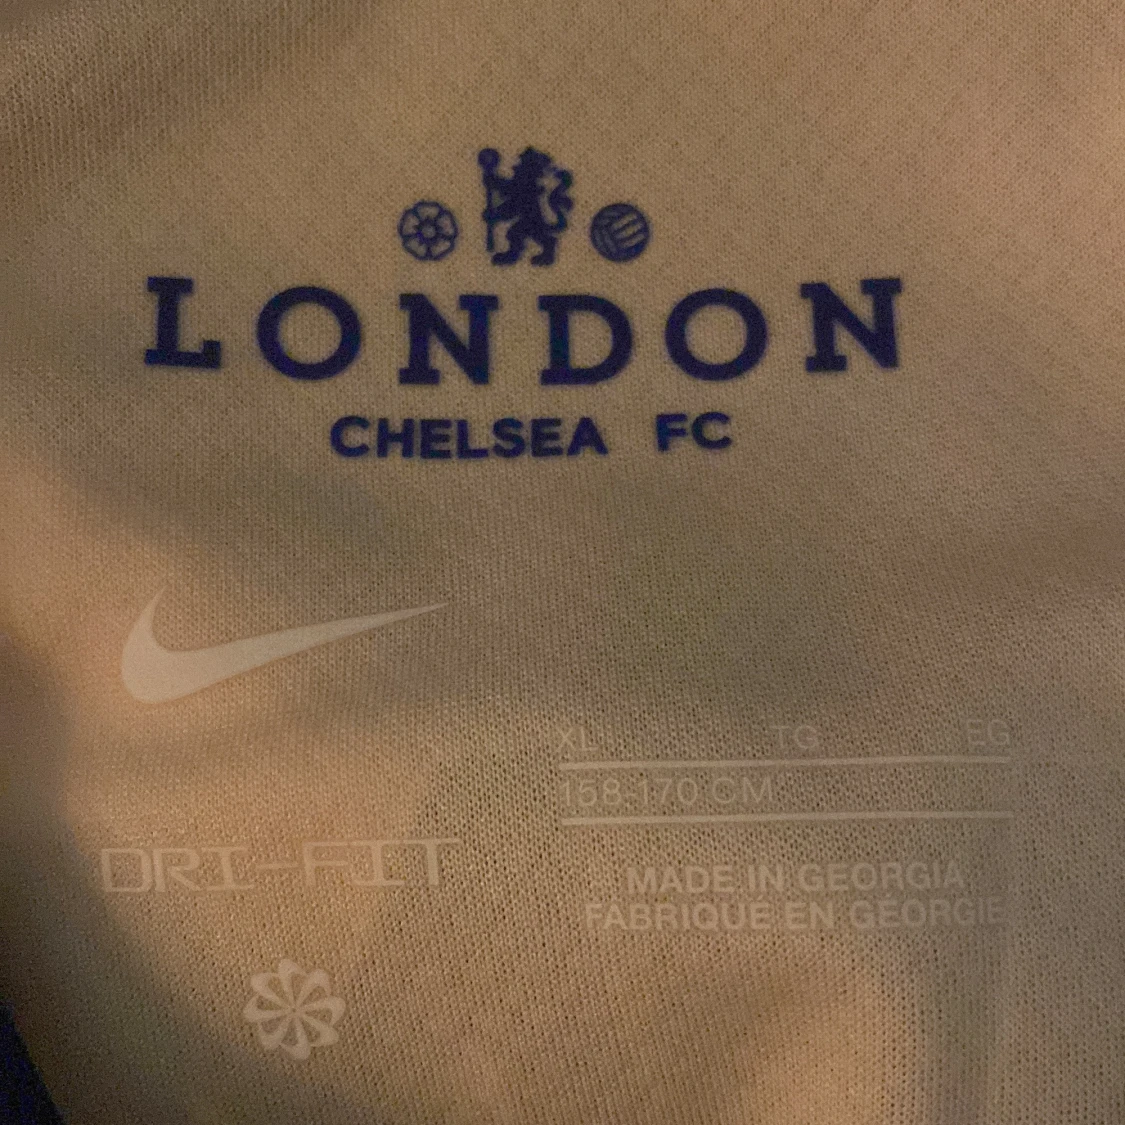 LONDON
CHELSEA FC
XL TG EG
158-170 CM
DRI-FIT
MADE IN GEORGIA
FABRIQUÉ EN GÉORGIE